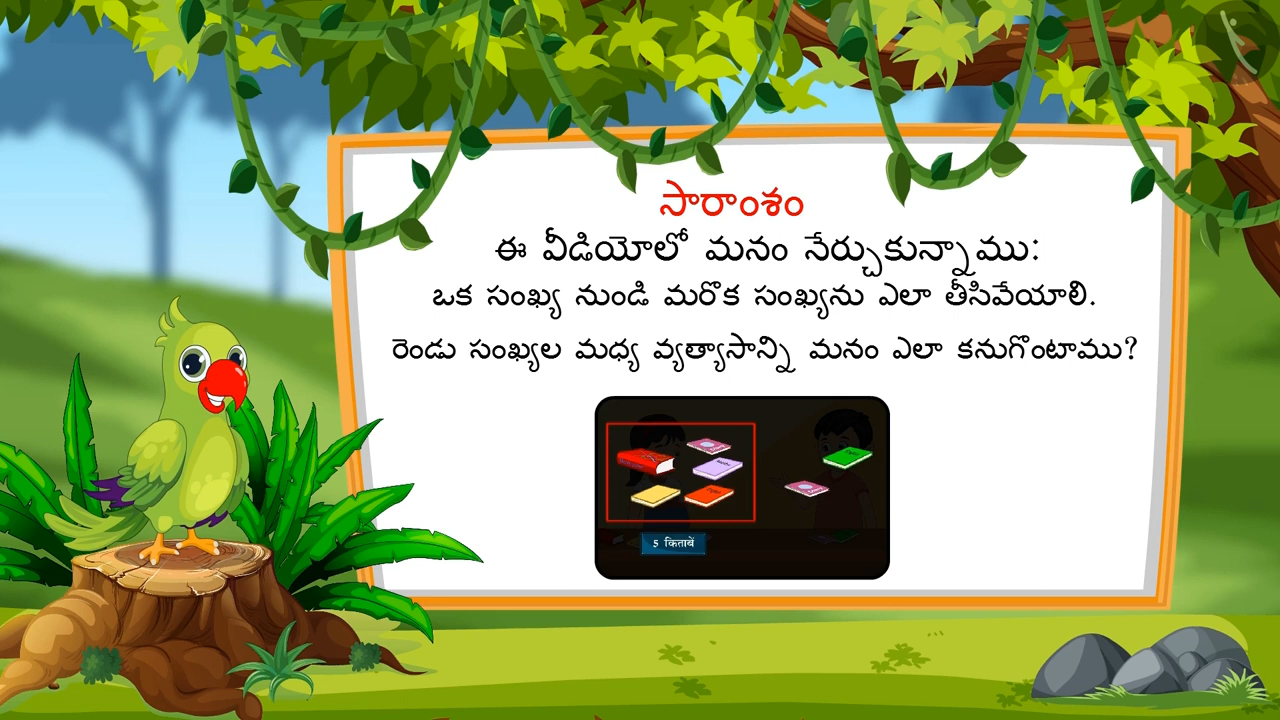 సారాంశం
ఈ వీడియోలో మనం నేర్చుకున్నాము:
ఒక సంఖ్య నుండి మరొక సంఖ్యను ఎలా తీసివేయాలి.
రెండు సంఖ్యల మధ్య వ్యత్యాసాన్ని మనం ఎలా కనుగొంటాము?
5 किताबें